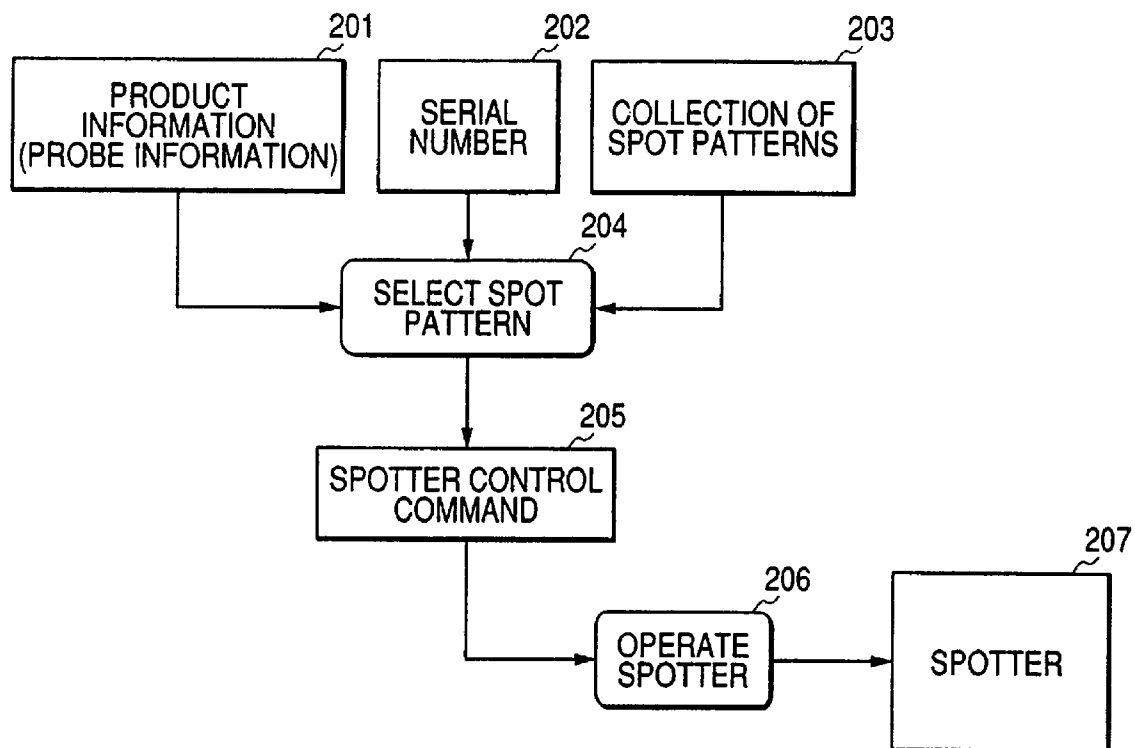 201
202
203
PRODUCT
INFORMATION
(PROBE INFORMATION)
SERIAL
NUMBER
COLLECTION OF
SPOT PATTERNS
204
SELECT SPOT
PATTERN
205
SPOTTER CONTROL
COMMAND
206
OPERATE
SPOTTER
207
SPOTTER